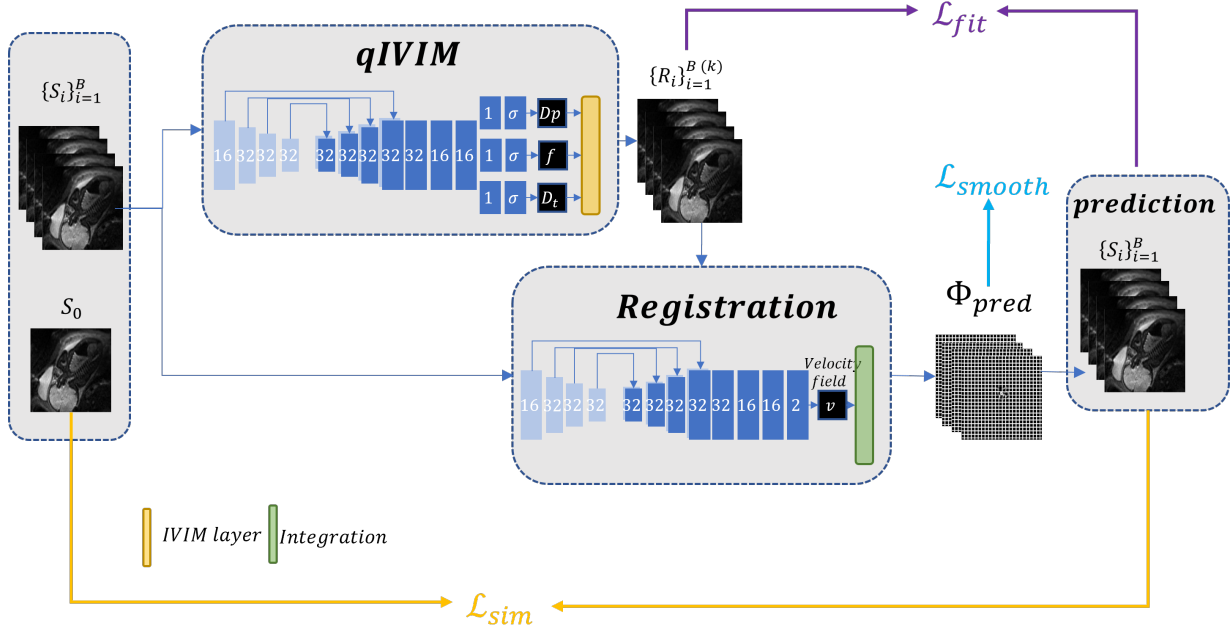 ℒ_fit
qIVIM
{S_i}_{i=1}^B
{R_i}_{i=1}^{B (k)}
1 σ Dp
16 32 32 32 32 32 32 32 32 16 16
1 σ f
1 σ D_t
ℒ_smooth
prediction
{S_i}_{i=1}^B
S_0
Registration
Φ_pred
Velocity
field
16 32 32 32 32 32 32 32 32 16 16 2 v
IVIM layer
Integration
ℒ_sim